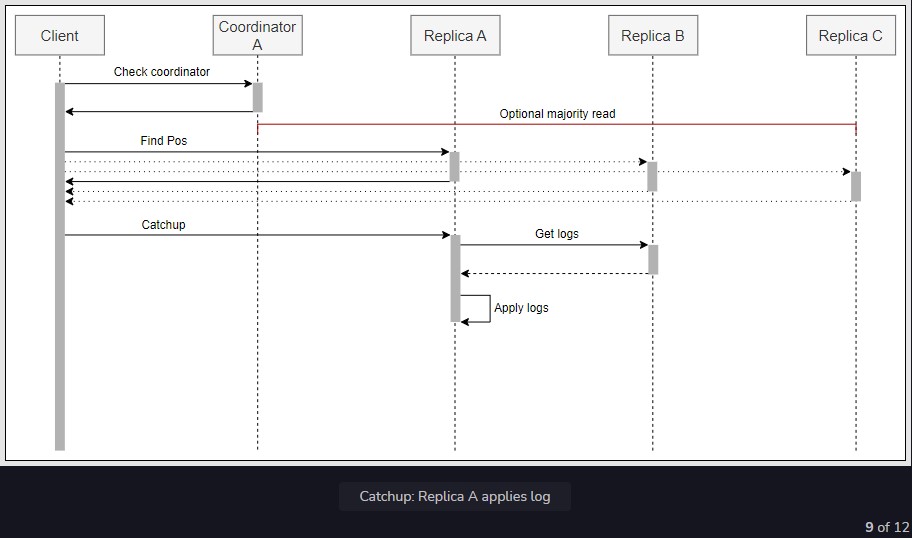 Client
Coordinator
A
Replica A
Replica B
Replica C
Check coordinator
Optional majority read
Find Pos
Catchup
Get logs
Apply logs
Catchup: Replica A applies log
9 of 12